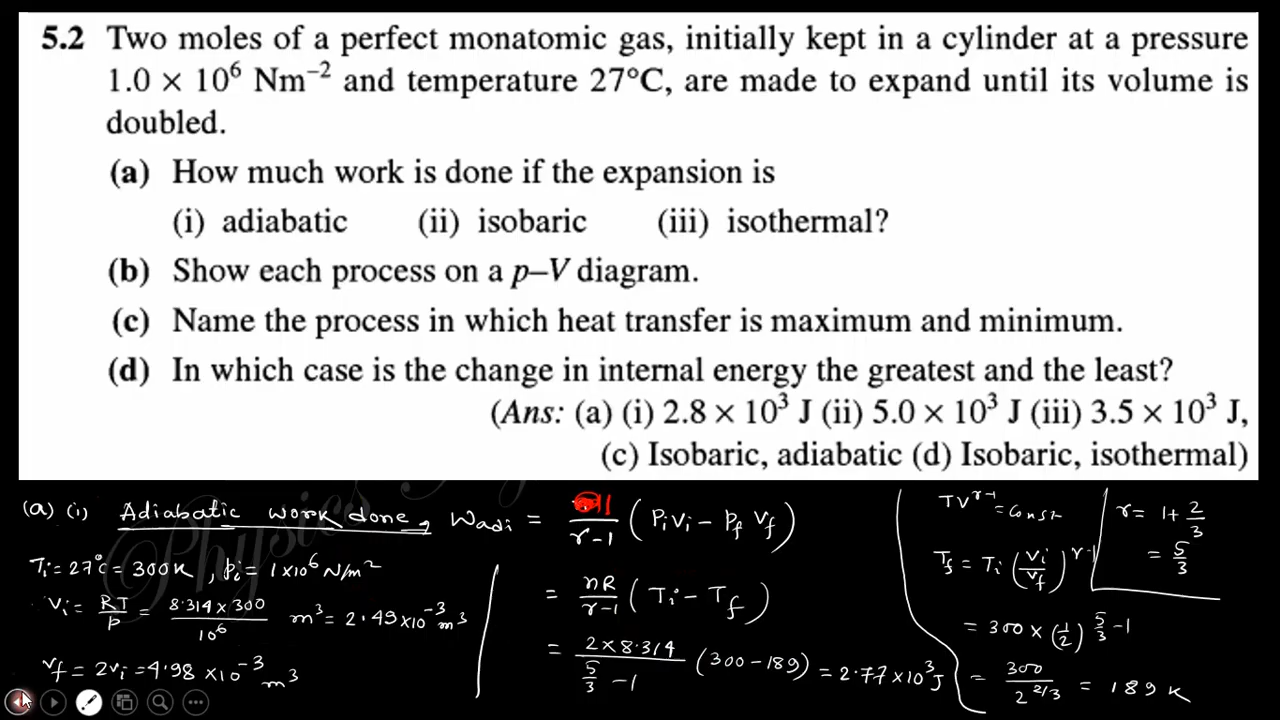 5.2 Two moles of a perfect monatomic gas, initially kept in a cylinder at a pressure
1.0 × 10⁶ Nm⁻² and temperature 27°C, are made to expand until its volume is
doubled.
(a) How much work is done if the expansion is
(i) adiabatic (ii) isobaric (iii) isothermal?
(b) Show each process on a p–V diagram.
(c) Name the process in which heat transfer is maximum and minimum.
(d) In which case is the change in internal energy the greatest and the least?
(Ans: (a) (i) 2.8 × 10³ J (ii) 5.0 × 10³ J (iii) 3.5 × 10³ J,
(c) Isobaric, adiabatic (d) Isobaric, isothermal)
(a) (i) Adiabatic work done,
Ti = 27°C = 300K, Pi = 1×10⁶ N/m²
Vi = RT/P = 8.314×300/10⁶ m³ = 2.49×10⁻³ m³
Vf = 2Vi = 4.98 ×10⁻³ m³
Wadi = 1/(r-1) (PiVi – Pf Vf)
= nR/(r-1) (Ti – Tf)
= 2×8.314/(5/3 – 1) (300–189) = 2.77×10³ J
TV^(r-1) = Const
Tf = Ti (Vi/Vf)^(r-1)
= 300 × (1/2)^(5/3 –1)
= 300/2^(2/3) = 189 K
r = 1+ 2/3
= 5/3
Physics